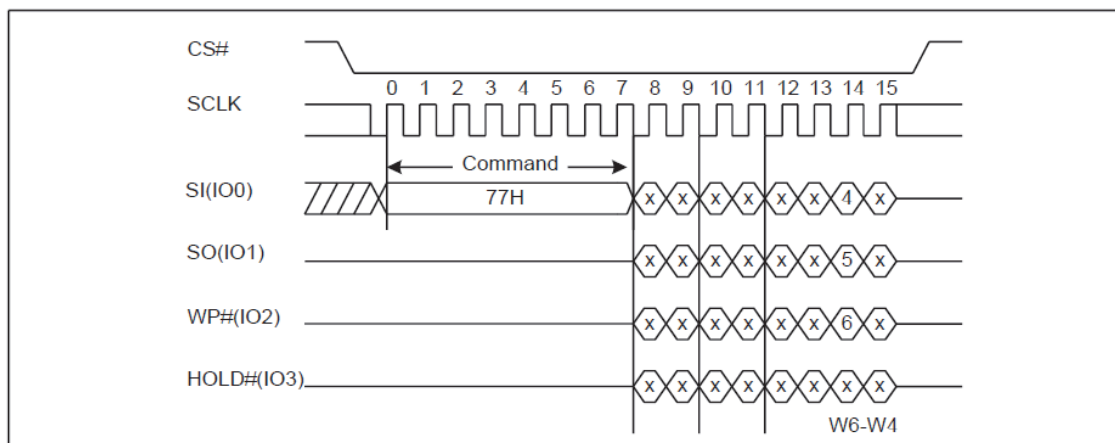 CS#
0 1 2 3 4 5 6 7 8 9 10 11 12 13 14 15
SCLK
Command
SI(IO0) 77H x x x x x x 4 x
SO(IO1) x x x x x x 5 x
WP#(IO2) x x x x x x 6 x
HOLD#(IO3) x x x x x x x x
W6-W4